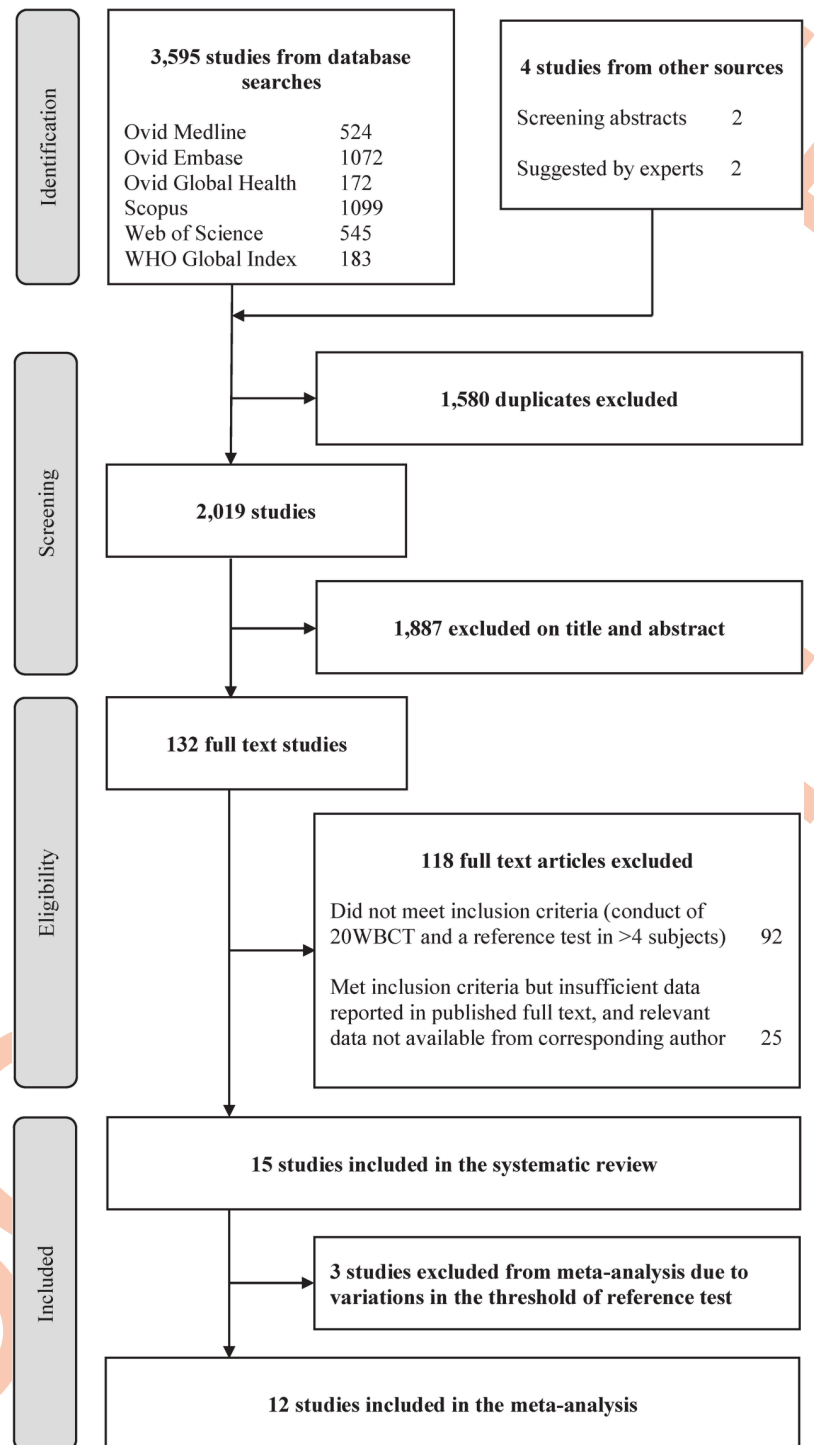 Identification
3,595 studies from database
searches
Ovid Medline 524
Ovid Embase 1072
Ovid Global Health 172
Scopus 1099
Web of Science 545
WHO Global Index 183
4 studies from other sources
Screening abstracts 2
Suggested by experts 2
Screening
1,580 duplicates excluded
2,019 studies
1,887 excluded on title and abstract
Eligibility
132 full text studies
118 full text articles excluded
Did not meet inclusion criteria (conduct of
20WBCT and a reference test in >4 subjects) 92
Met inclusion criteria but insufficient data
reported in published full text, and relevant
data not available from corresponding author 25
Included
15 studies included in the systematic review
3 studies excluded from meta-analysis due to
variations in the threshold of reference test
12 studies included in the meta-analysis